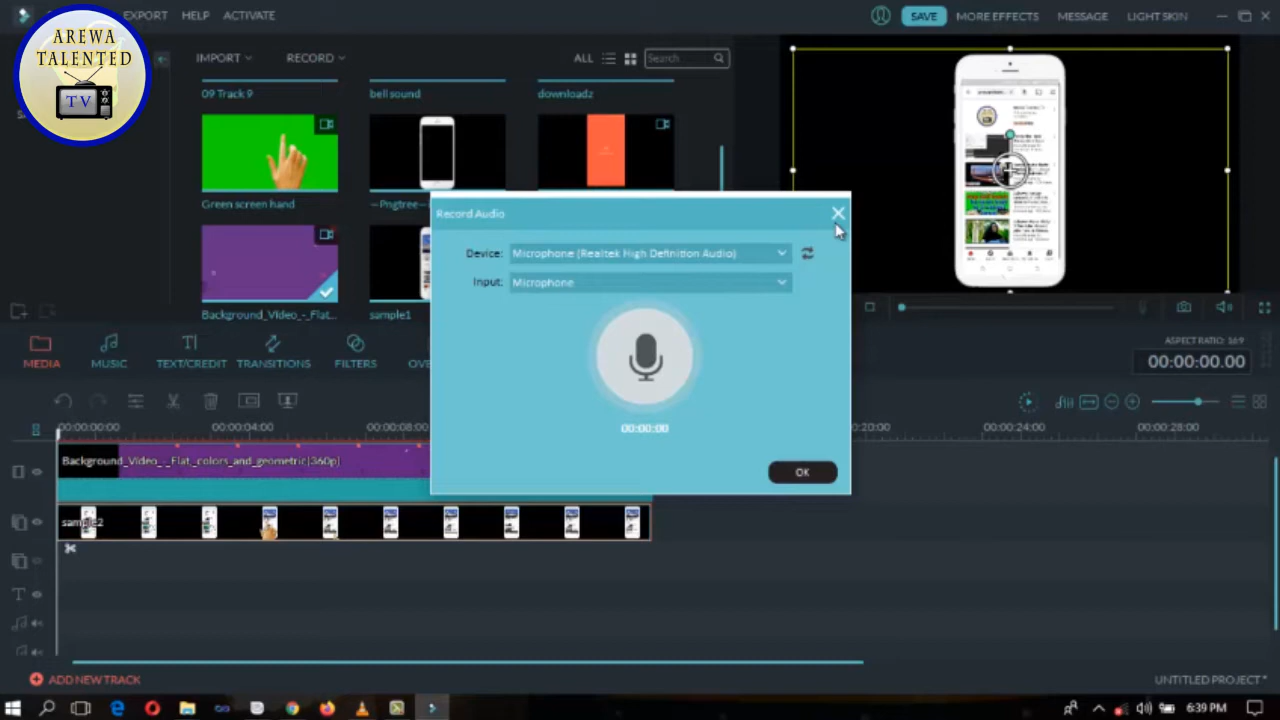 AREWA
TALENTED
TV
EXPORT HELP ACTIVATE
SAVE MORE EFFECTS MESSAGE LIGHT SKIN
IMPORT RECORD ALL Search
09 Track 9 bell sound downloadz
Green screen hand
Background_Video_-_Flat... sample1
Record Audio
Device: Microphone (Realtek High Definition Audio)
Input: Microphone
00:00:00
OK
MEDIA MUSIC TEXT/CREDIT TRANSITIONS FILTERS
ASPECT RATIO: 16:9
00:00:00.00
00:00:00:00 00:00:04:00 00:00:08:00 00:00:24:00 00:00:28:00
Background_Video_-_Flat_colors_and_geometric(360p)
sample2
ADD NEW TRACK
UNTITLED PROJECT*
6:39 PM